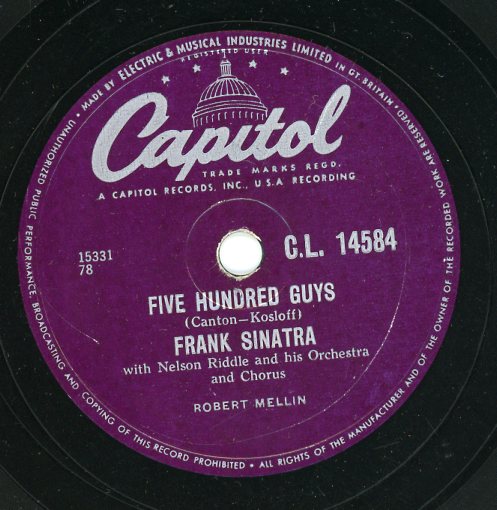 MADE BY ELECTRIC & MUSICAL INDUSTRIES LIMITED IN GT. BRITAIN •
REGISTERED USER
Capitol
TRADE MARKS REGD.
A CAPITOL RECORDS, INC., U.S.A. RECORDING
15331
78
C.L. 14584
FIVE HUNDRED GUYS
(Canton—Kosloff)
FRANK SINATRA
with Nelson Riddle and his Orchestra
and Chorus
ROBERT MELLIN
UNAUTHORIZED PUBLIC PERFORMANCE, BROADCASTING AND COPYING OF THIS RECORD PROHIBITED • ALL RIGHTS OF THE MANUFACTURER AND OF THE OWNER OF THE RECORDED WORK ARE RESERVED •